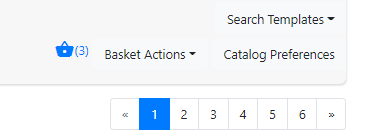 Search Templates
(3) Basket Actions Catalog Preferences
« 1 2 3 4 5 6 »